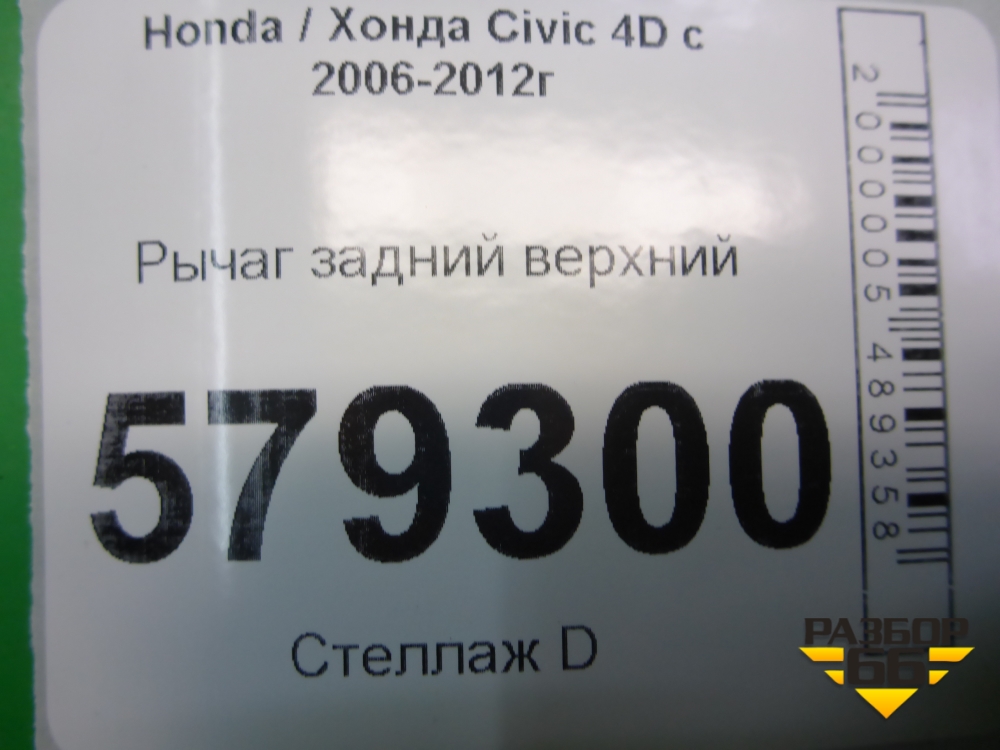 Honda / Хонда Civic 4D с
2006-2012г
Рычаг задний верхний
579300
Стеллаж D
2000005489358
РАЗБОР
66